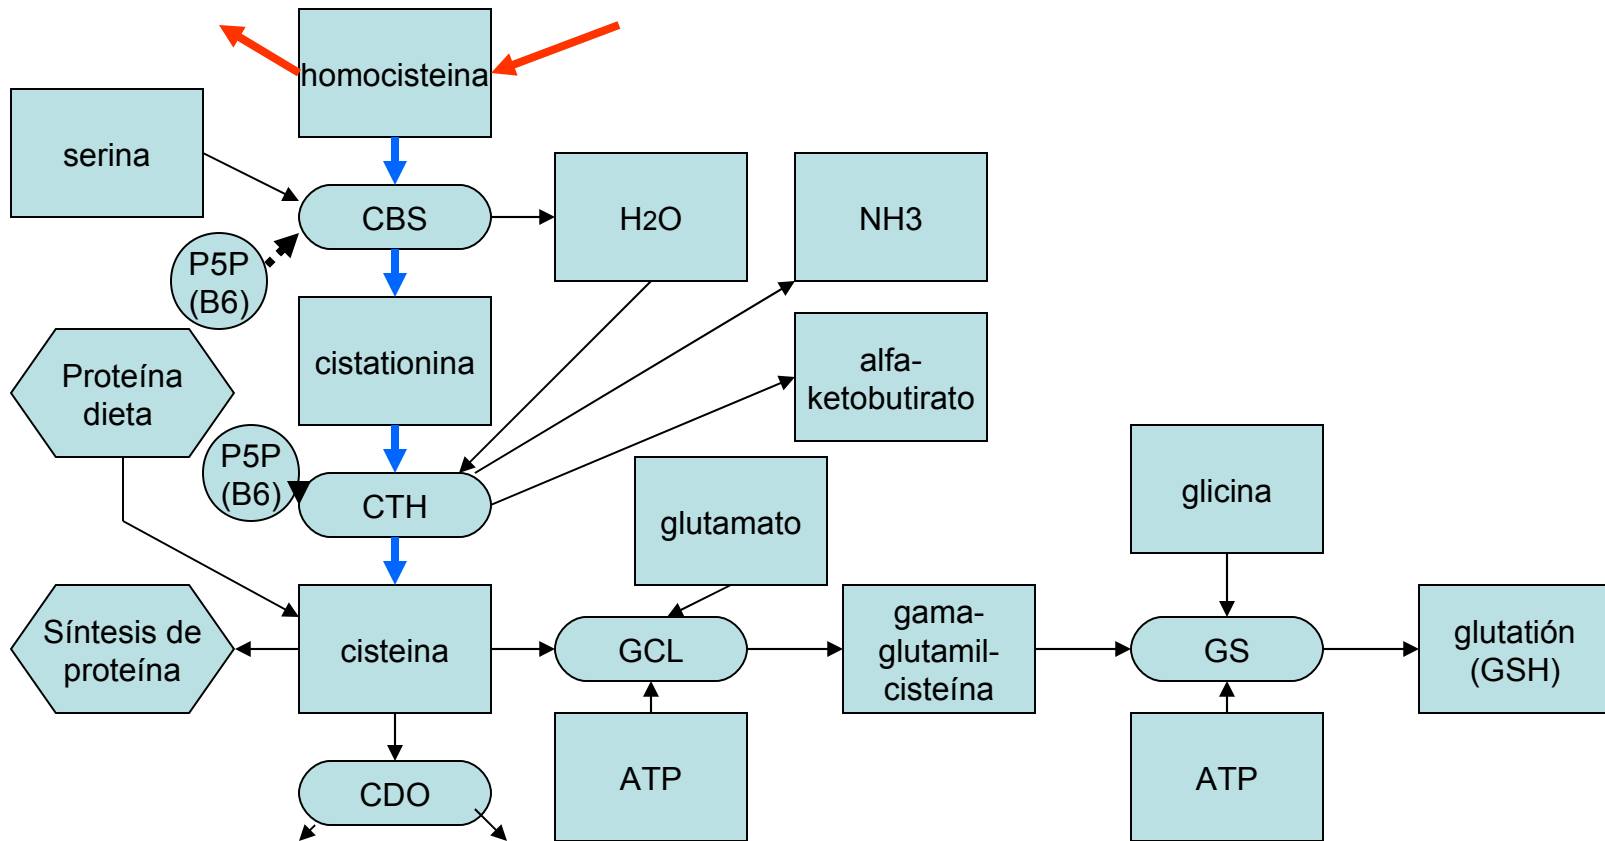 homocisteina
serina
CBS
H2O
NH3
P5P
(B6)
cistationina
Proteína
dieta
alfa-
ketobutirato
P5P
(B6)
CTH
glutamato
glicina
Síntesis de
proteína
cisteina
GCL
gama-
glutamil-
cisteína
GS
glutatión
(GSH)
CDO
ATP
ATP